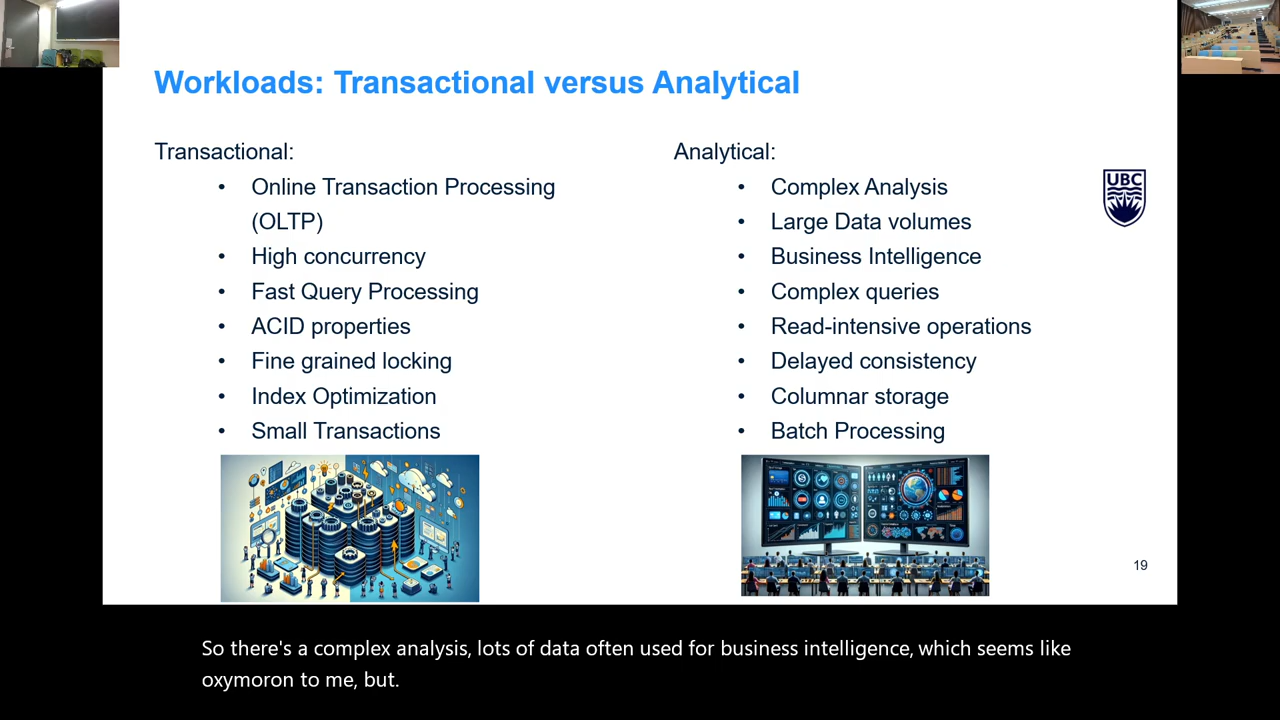 Workloads: Transactional versus Analytical
Transactional:
• Online Transaction Processing
(OLTP)
• High concurrency
• Fast Query Processing
• ACID properties
• Fine grained locking
• Index Optimization
• Small Transactions
Analytical:
• Complex Analysis
• Large Data volumes
• Business Intelligence
• Complex queries
• Read-intensive operations
• Delayed consistency
• Columnar storage
• Batch Processing
UBC
19
So there's a complex analysis, lots of data often used for business intelligence, which seems like
oxymoron to me, but.